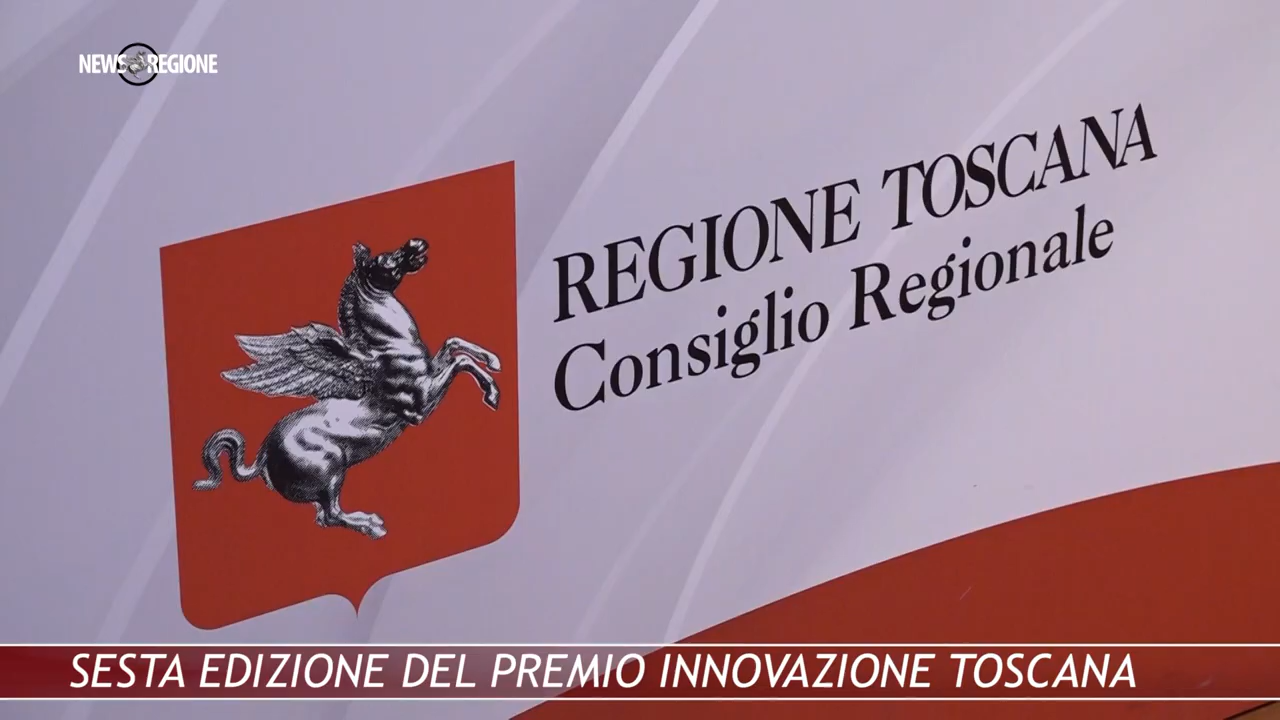 NEWS REGIONE
REGIONE TOSCANA
Consiglio Regionale
SESTA EDIZIONE DEL PREMIO INNOVAZIONE TOSCANA